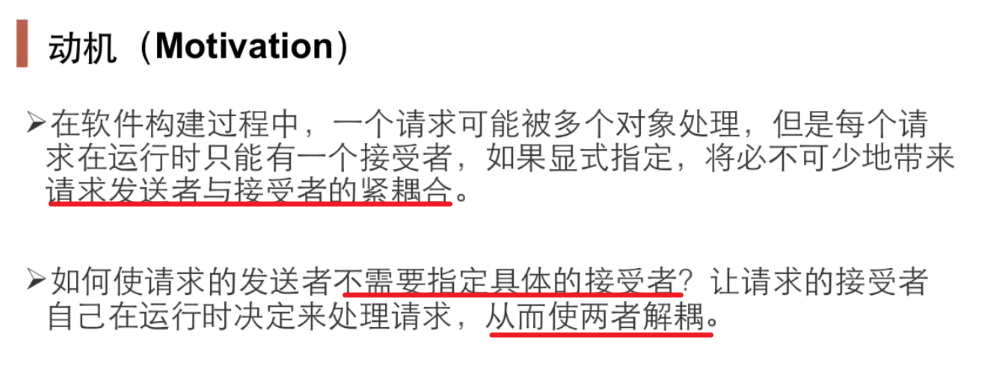 动机（Motivation）
➢在软件构建过程中，一个请求可能被多个对象处理，但是每个请
求在运行时只能有一个接受者，如果显式指定，将必不可少地带来
请求发送者与接受者的紧耦合。
➢如何使请求的发送者不需要指定具体的接受者？让请求的接受者
自己在运行时决定来处理请求，从而使两者解耦。